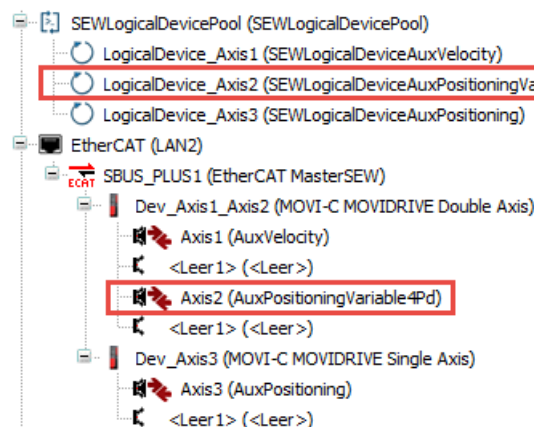 SEWLogicalDevicePool (SEWLogicalDevicePool)
LogicalDevice_Axis1 (SEWLogicalDeviceAuxVelocity)
LogicalDevice_Axis2 (SEWLogicalDeviceAuxPositioningVa
LogicalDevice_Axis3 (SEWLogicalDeviceAuxPositioning)
EtherCAT (LAN2)
ECAT SBUS_PLUS1 (EtherCAT MasterSEW)
Dev_Axis1_Axis2 (MOVI-C MOVIDRIVE Double Axis)
Axis1 (AuxVelocity)
<Leer1> (<Leer>)
Axis2 (AuxPositioningVariable4Pd)
<Leer1> (<Leer>)
Dev_Axis3 (MOVI-C MOVIDRIVE Single Axis)
Axis3 (AuxPositioning)
<Leer1> (<Leer>)